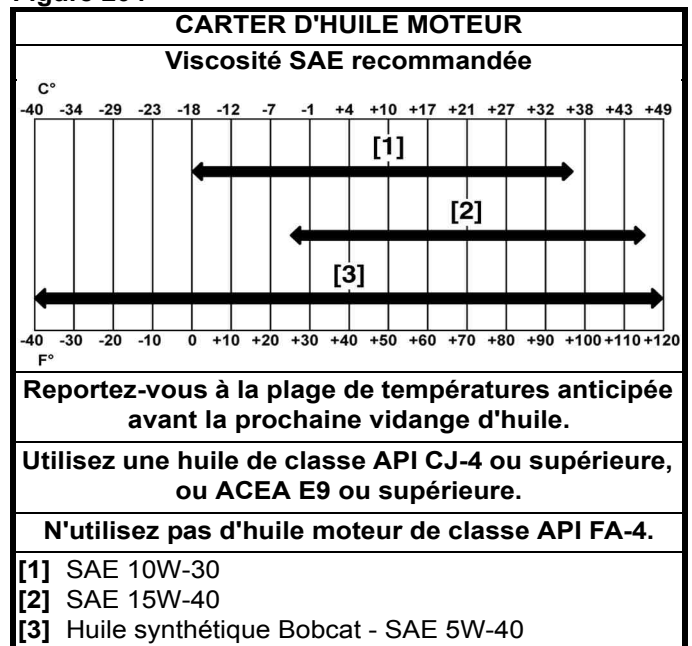 CARTER D'HUILE MOTEUR
Viscosité SAE recommandée
C°
-40 -34 -29 -23 -18 -12 -7 -1 +4 +10 +17 +21 +27 +32 +38 +43 +49
[1]
[2]
[3]
-40 -30 -20 -10 0 +10 +20 +30 +40 +50 +60 +70 +80 +90 +100 +110 +120
F°
Reportez-vous à la plage de températures anticipée
avant la prochaine vidange d'huile.
Utilisez une huile de classe API CJ-4 ou supérieure,
ou ACEA E9 ou supérieure.
N'utilisez pas d'huile moteur de classe API FA-4.
[1] SAE 10W-30
[2] SAE 15W-40
[3] Huile synthétique Bobcat - SAE 5W-40